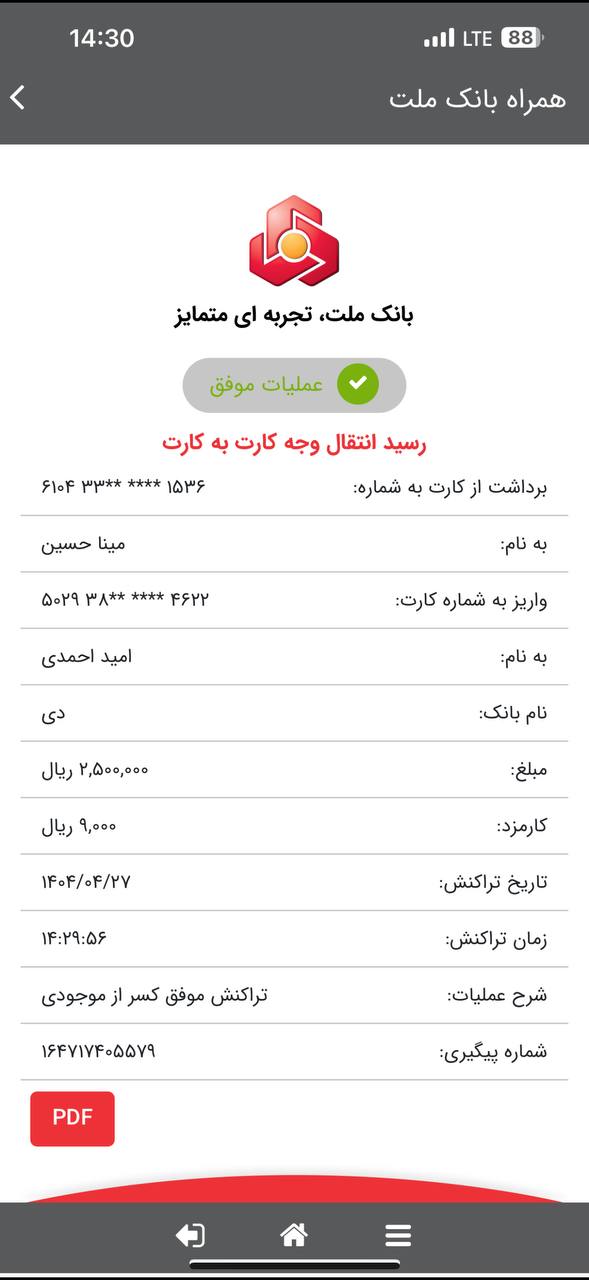 14:30
LTE 88
همراه بانک ملت
بانک ملت، تجربه ای متمایز
عملیات موفق
رسید انتقال وجه کارت به کارت
برداشت از کارت به شماره: ۶۱۰۴ ۳۳** **** ۱۵۳۶
به نام: مینا حسین
واریز به شماره کارت: ۵۰۲۹ ۳۸** **** ۴۶۲۲
به نام: امید احمدی
نام بانک: دی
مبلغ: ۲,۵۰۰,۰۰۰ ریال
کارمزد: ۹,۰۰۰ ریال
تاریخ تراکنش: ۱۴۰۴/۰۴/۲۷
زمان تراکنش: ۱۴:۲۹:۵۶
شرح عملیات: تراکنش موفق کسر از موجودی
شماره پیگیری: ۱۶۴۷۱۷۴۰۵۵۷۹
PDF